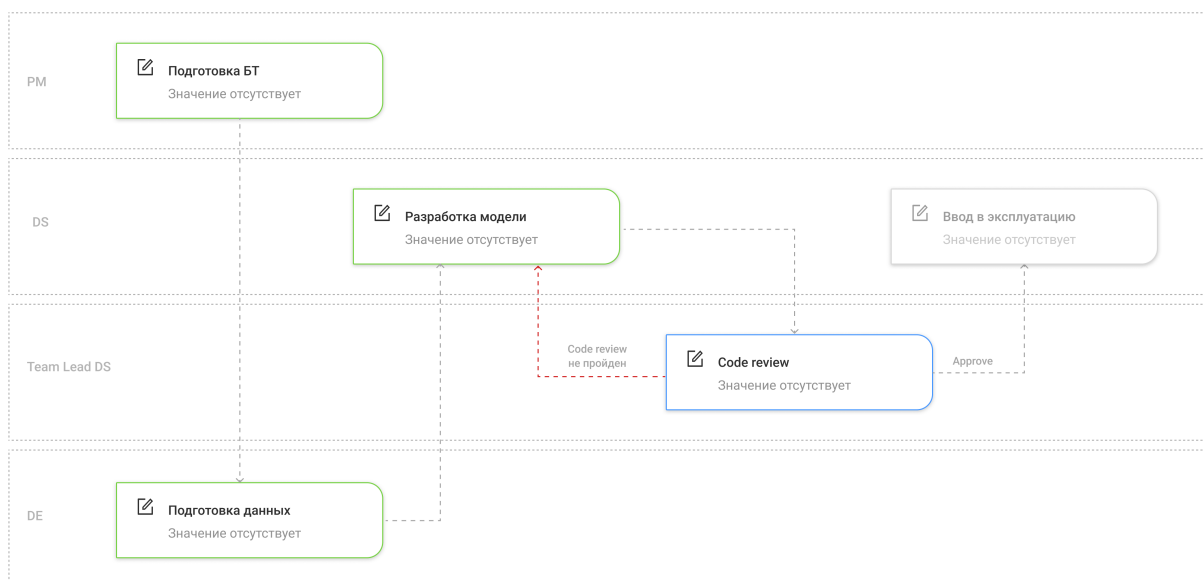 PM
Подготовка БТ
Значение отсутствует
DS
Разработка модели
Значение отсутствует
Ввод в эксплуатацию
Значение отсутствует
Team Lead DS
Code review
не пройден
Code review
Значение отсутствует
Approve
DE
Подготовка данных
Значение отсутствует